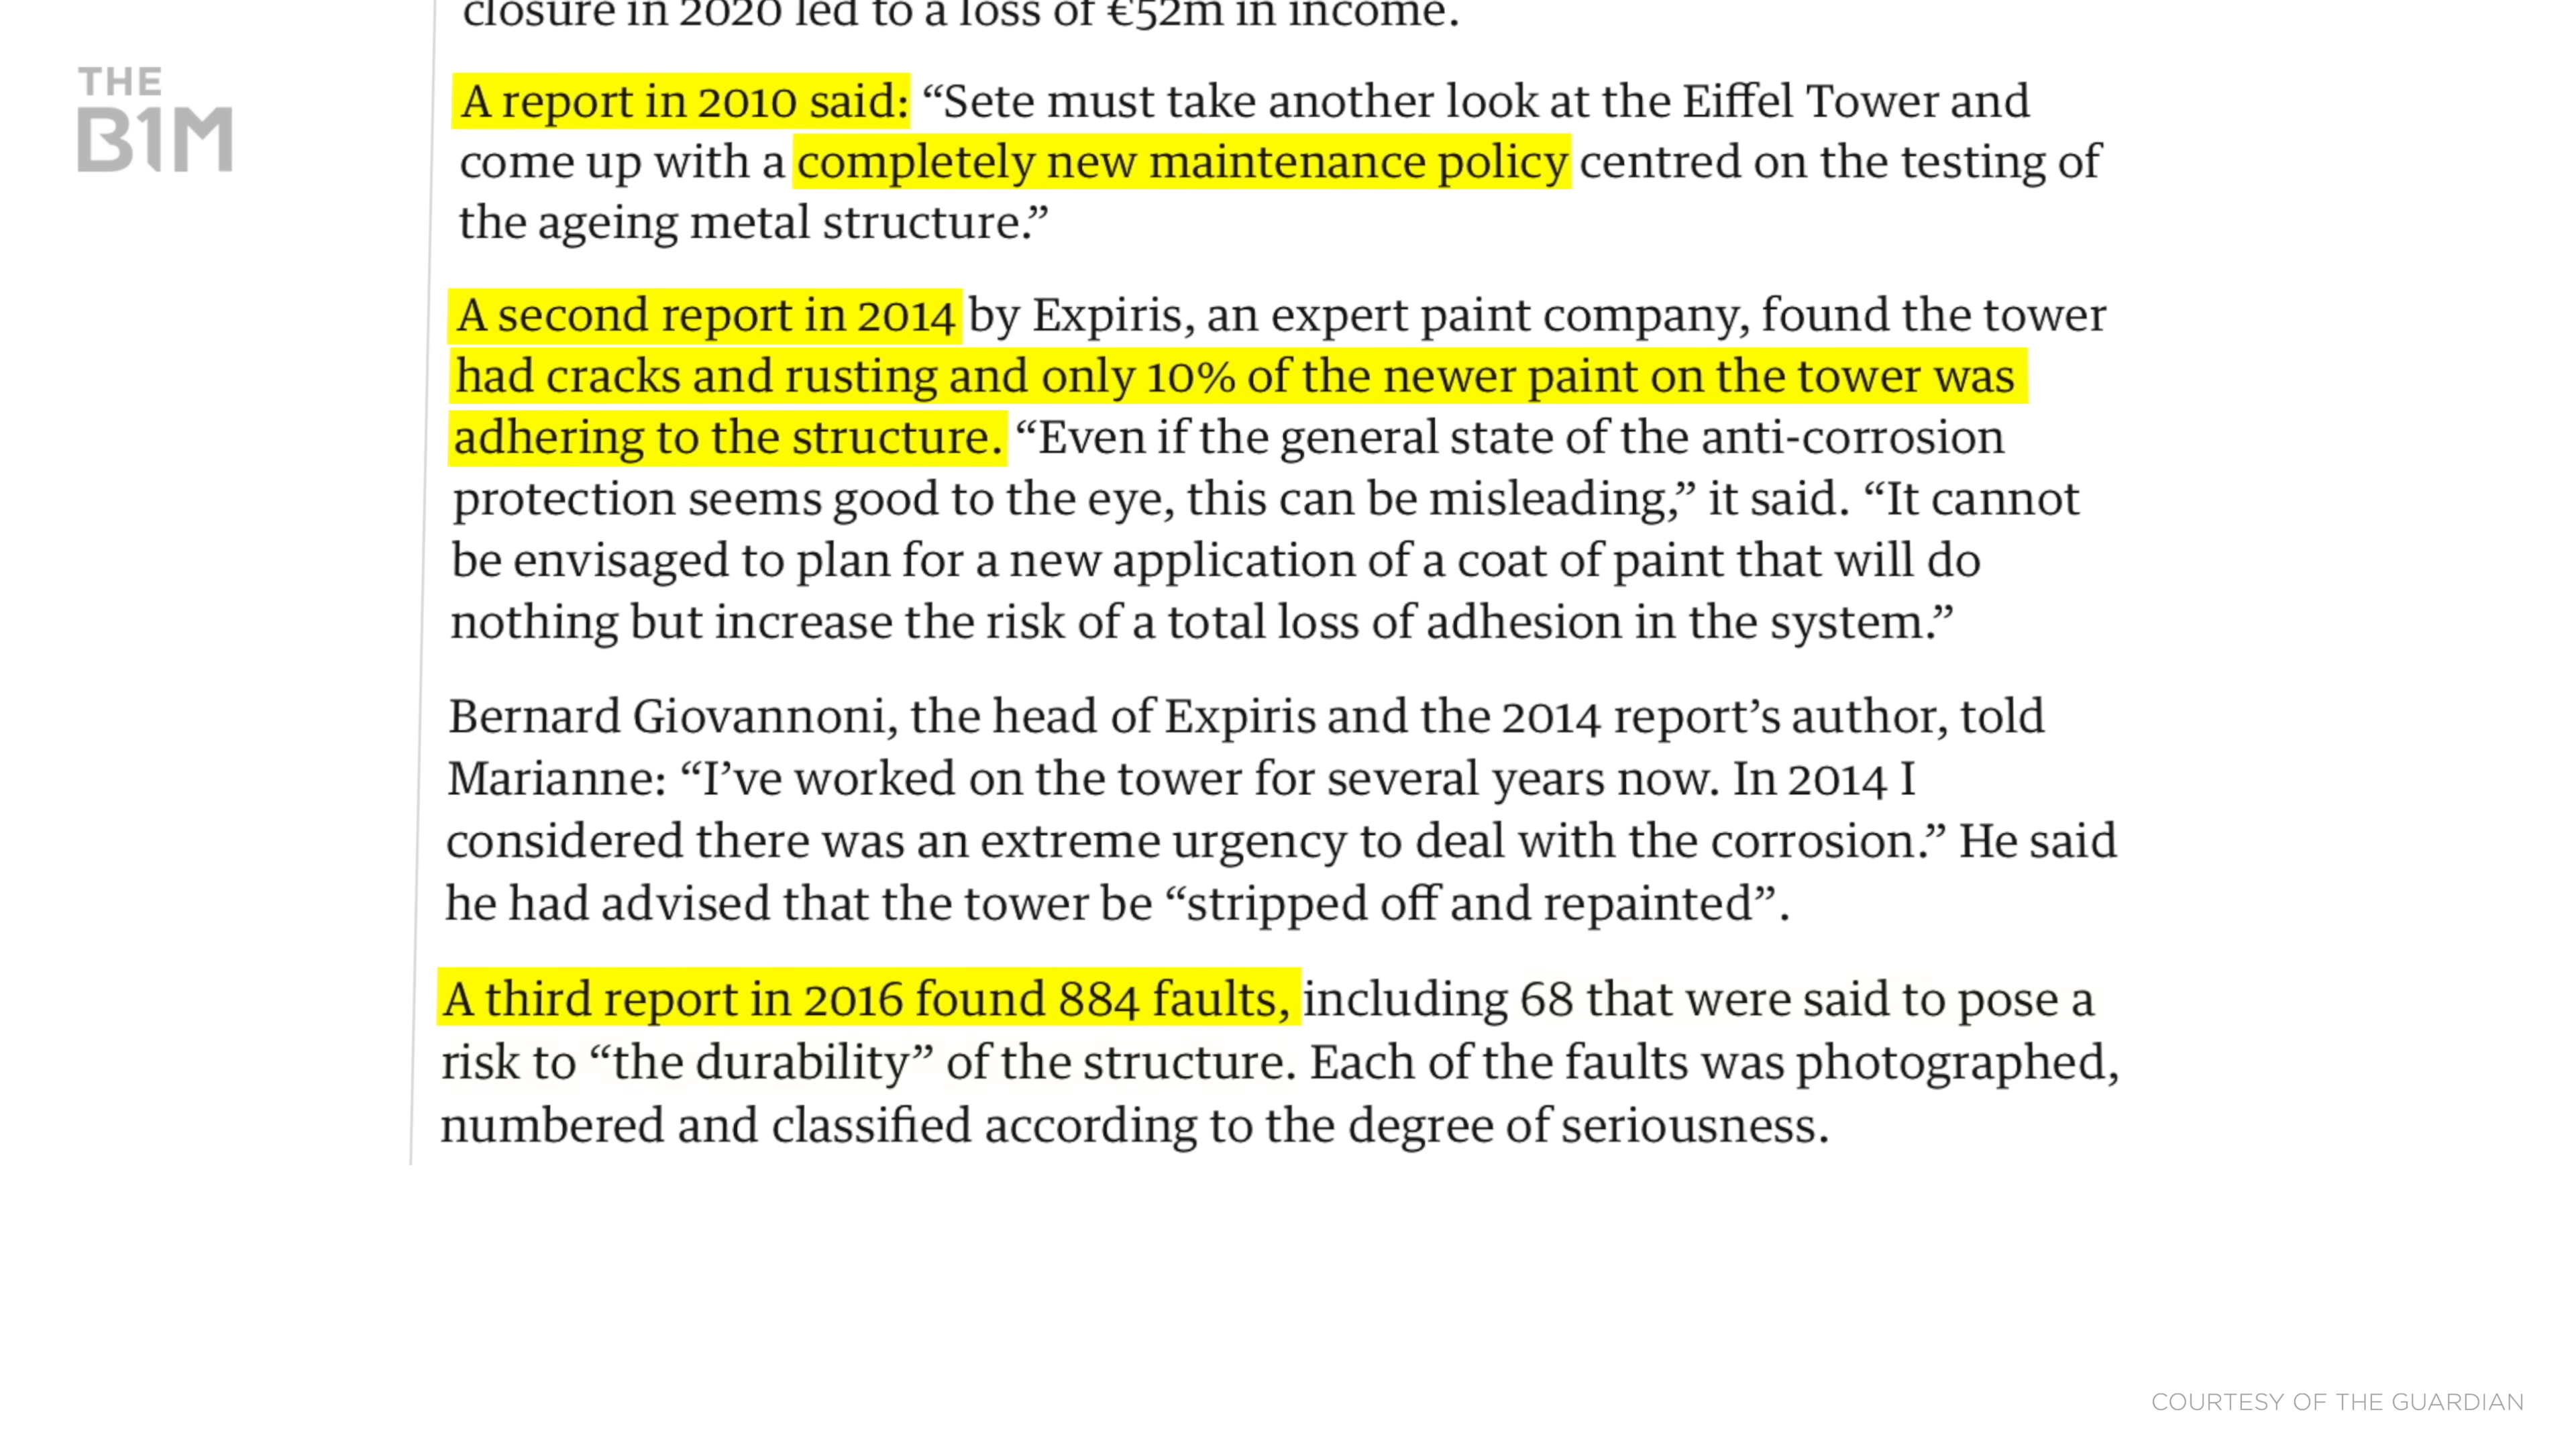 closure in 2020 led to a loss of €52m in income.
THE
B1M
A report in 2010 said: “Sete must take another look at the Eiffel Tower and
come up with a completely new maintenance policy centred on the testing of
the ageing metal structure.”
A second report in 2014 by Expiris, an expert paint company, found the tower
had cracks and rusting and only 10% of the newer paint on the tower was
adhering to the structure. “Even if the general state of the anti-corrosion
protection seems good to the eye, this can be misleading,” it said. “It cannot
be envisaged to plan for a new application of a coat of paint that will do
nothing but increase the risk of a total loss of adhesion in the system.”
Bernard Giovannoni, the head of Expiris and the 2014 report’s author, told
Marianne: “I’ve worked on the tower for several years now. In 2014 I
considered there was an extreme urgency to deal with the corrosion.” He said
he had advised that the tower be “stripped off and repainted”.
A third report in 2016 found 884 faults, including 68 that were said to pose a
risk to “the durability” of the structure. Each of the faults was photographed,
numbered and classified according to the degree of seriousness.
COURTESY OF THE GUARDIAN